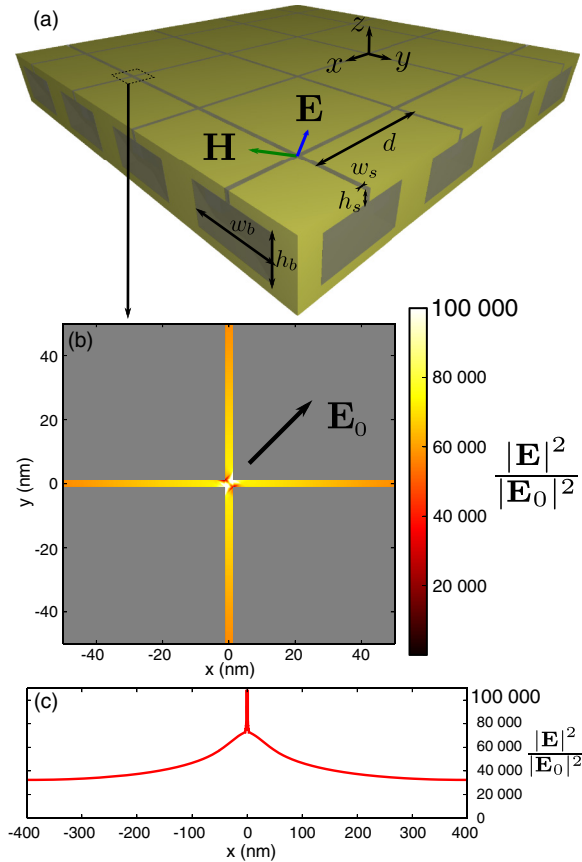 (a)
z
x
y
E
H
d
w_s
h_s
w_b
h_b
(b)
40
20
0
-20
-40
y (nm)
-40
-20
0
20
40
x (nm)
E_0
100 000
80 000
60 000
40 000
20 000
|E|^2
|E_0|^2
(c)
100 000
80 000
60 000
40 000
20 000
0
|E|^2
|E_0|^2
-400
-300
-200
-100
0
100
200
300
400
x (nm)